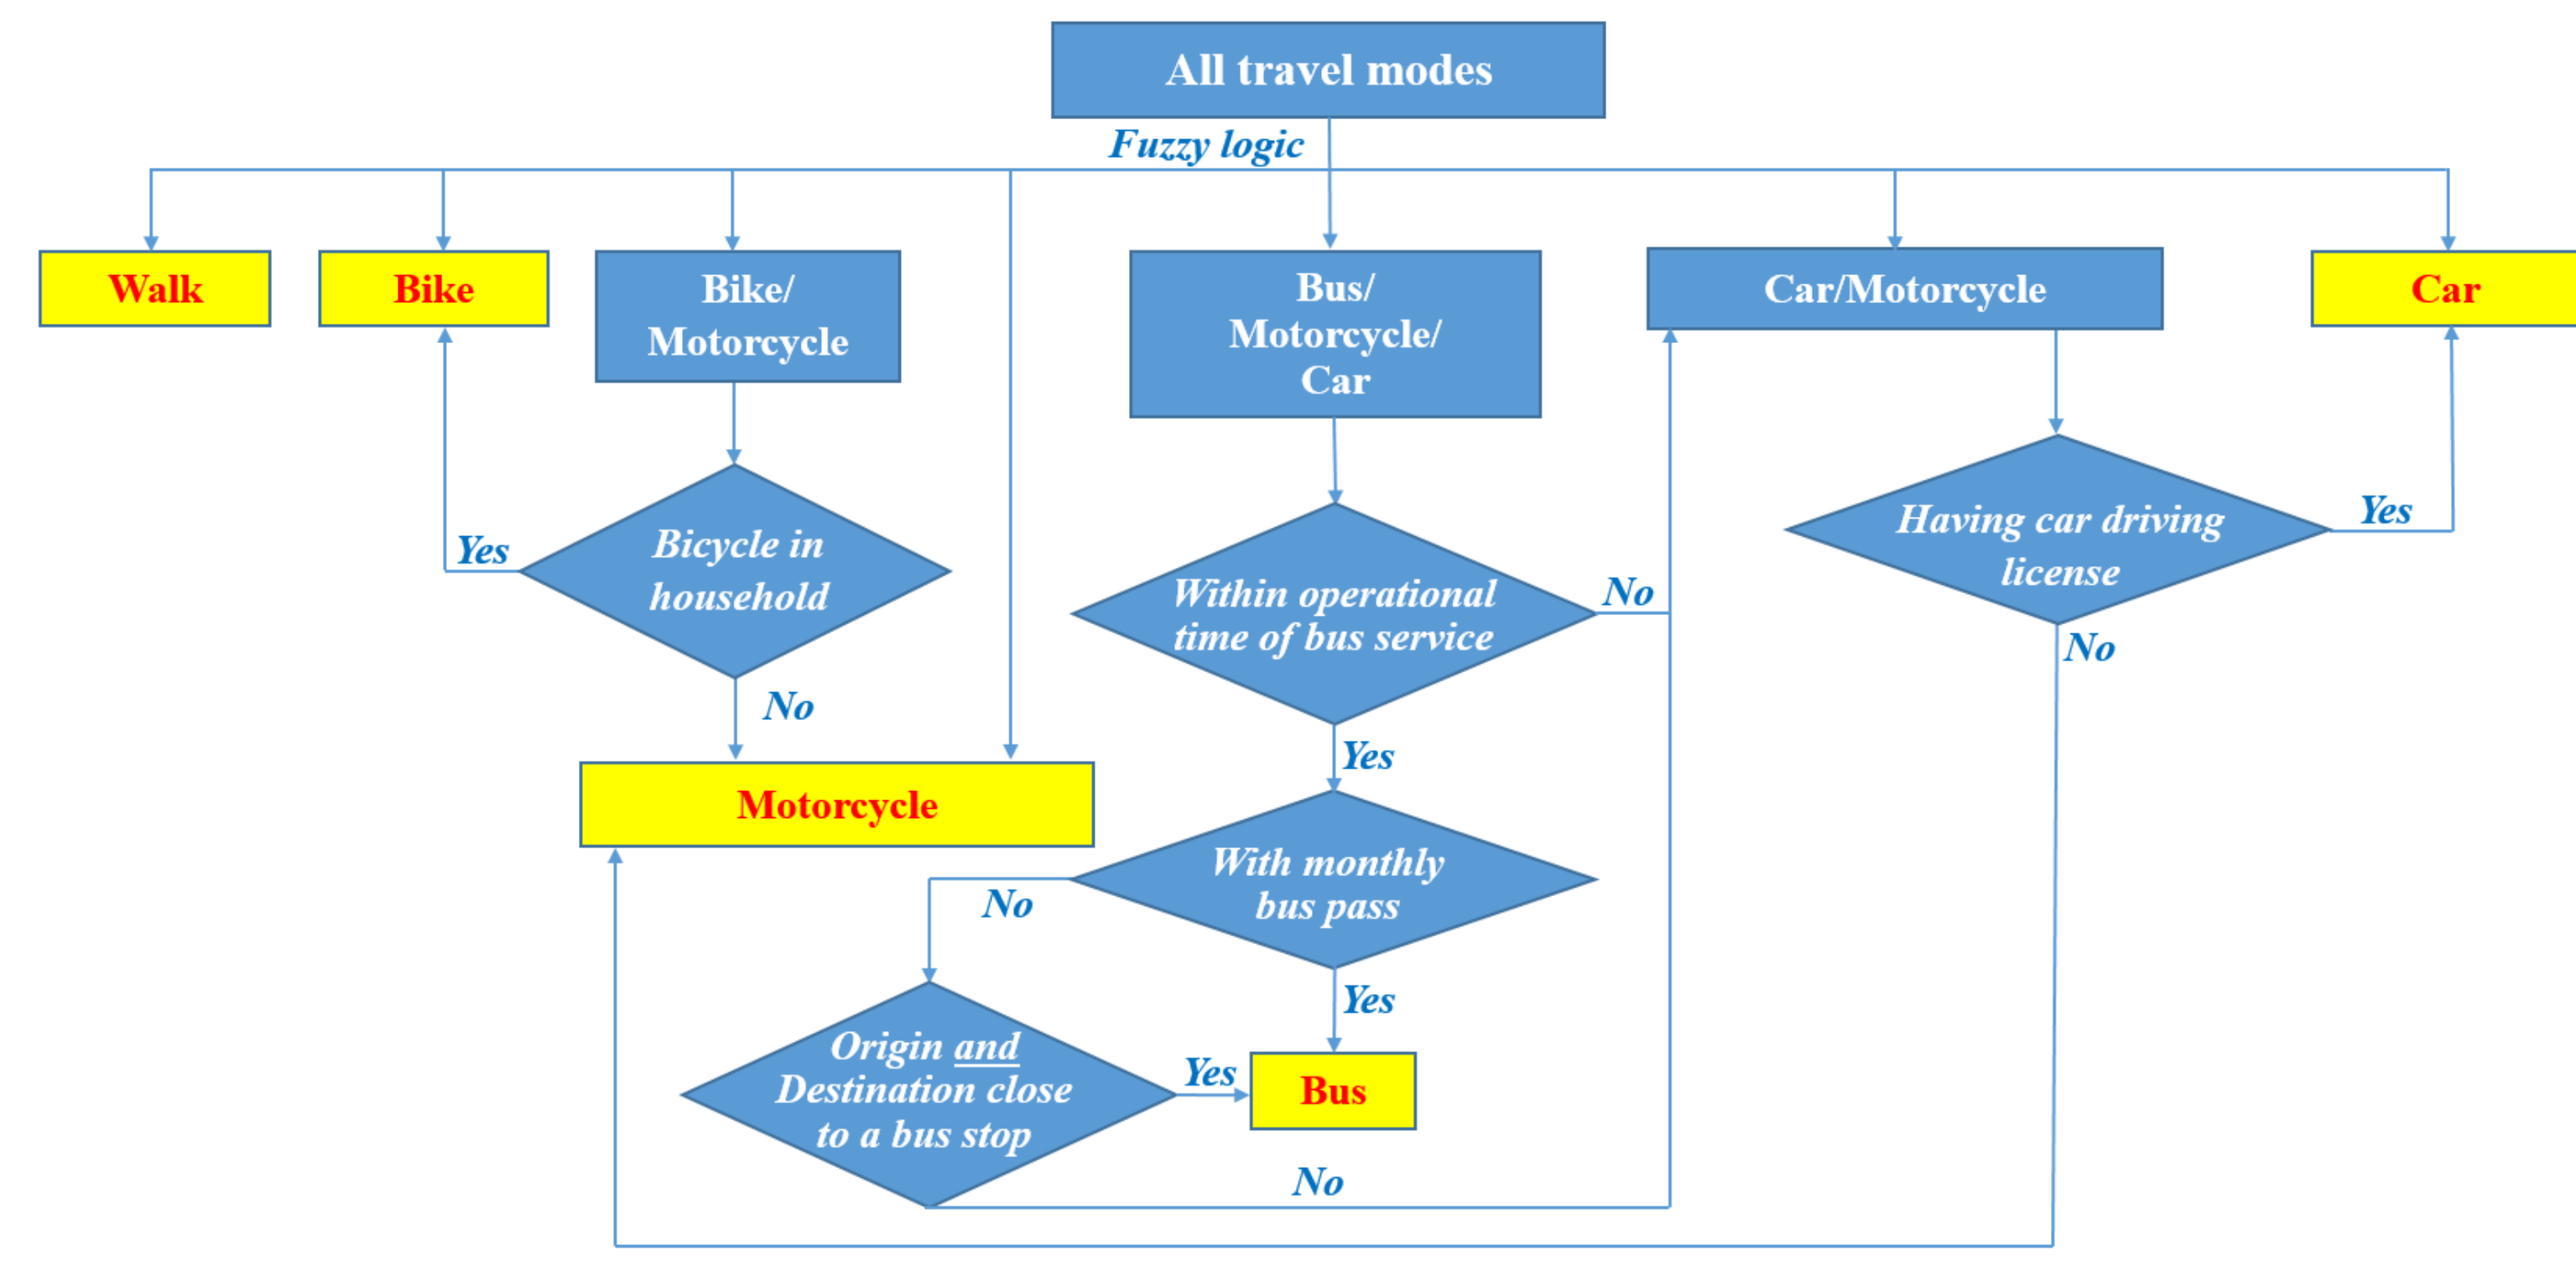 All travel modes
Fuzzy logic
Walk
Bike
Bike/
Motorcycle
Bus/
Motorcycle/
Car
Car/Motorcycle
Car
Bicycle in
household
Yes
No
Within operational
time of bus service
No
Yes
Having car driving
license
Yes
No
Motorcycle
With monthly
bus pass
No
Yes
Origin and
Destination close
to a bus stop
Yes
Bus
No